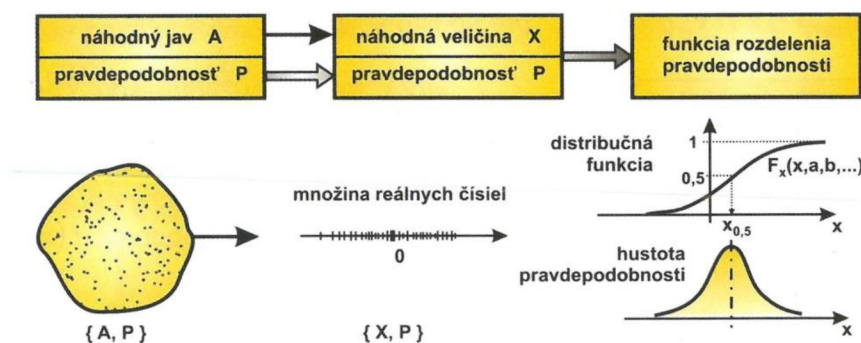 náhodný jav A
pravdepodobnosť P
náhodná veličina X
pravdepodobnosť P
funkcia rozdelenia
pravdepodobnosti
distribučná
funkcia
1
0,5
Fx(x,a,b,...)
x0,5
x
množina reálnych čísiel
0
hustota
pravdepodobnosti
x
{ A, P }
{ X, P }